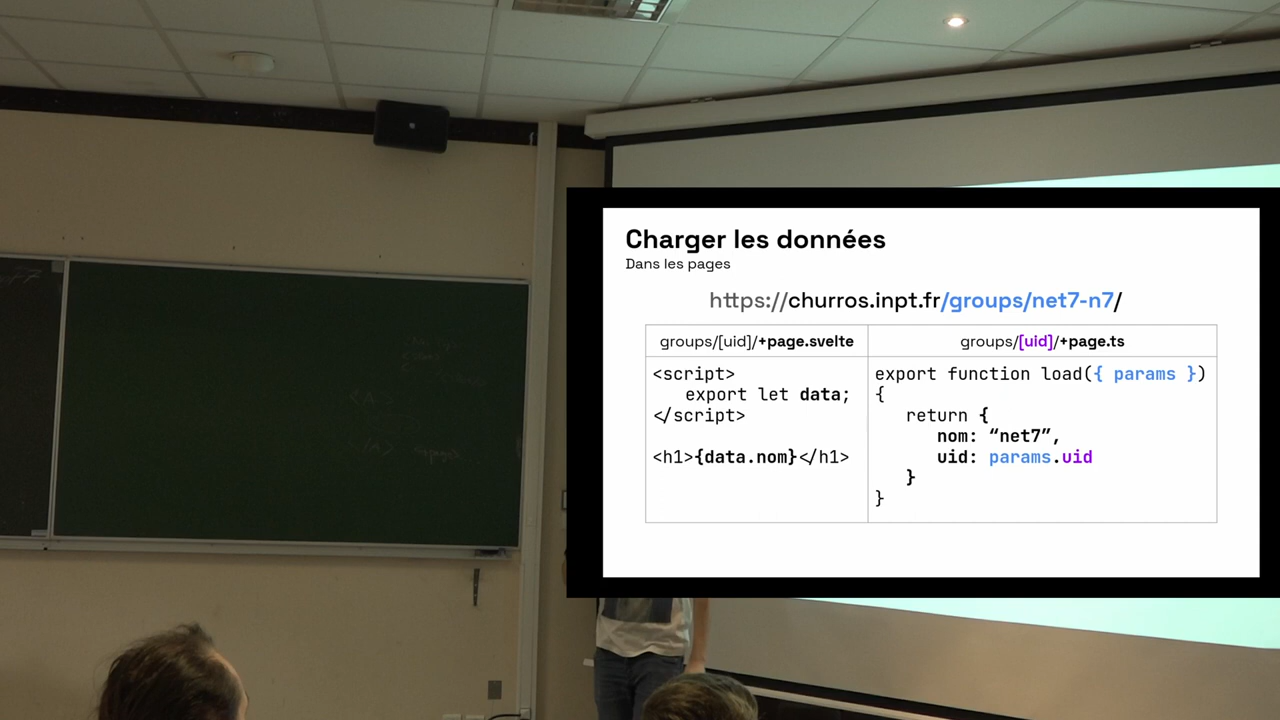 Charger les données
Dans les pages
https://churros.inpt.fr/groups/net7-n7/
groups/[uid]/+page.svelte
<script>
export let data;
</script>
<h1>{data.nom}</h1>
groups/[uid]/+page.ts
export function load({ params })
{
return {
nom: “net7”,
uid: params.uid
}
}